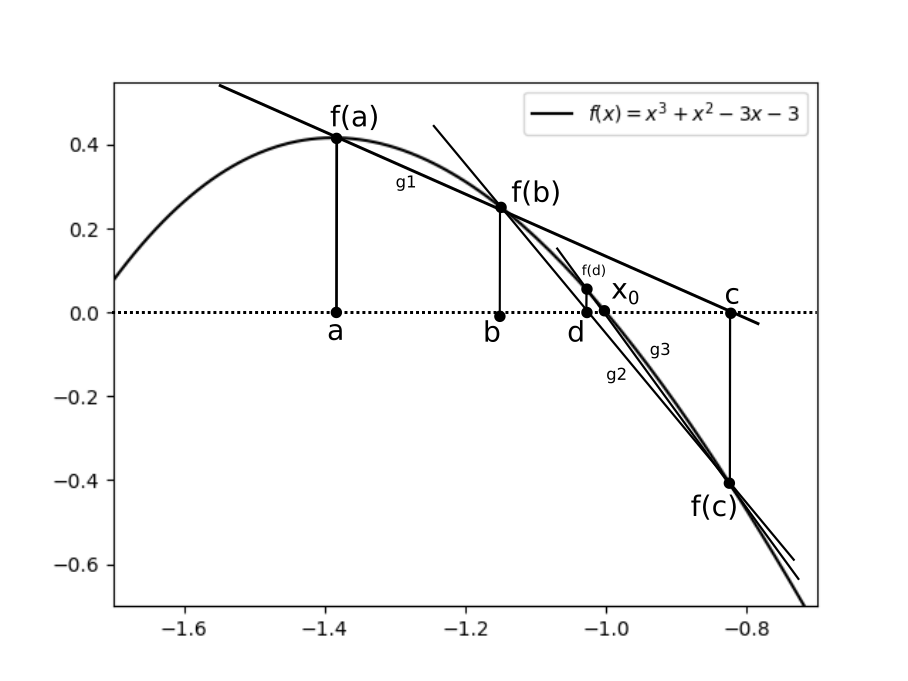 f(x) = x³ + x² − 3x − 3
f(a)
0.4
g1
f(b)
0.2
f(d)
x₀
c
0.0
a
b
d
g3
g2
−0.2
−0.4
f(c)
−0.6
−1.6 −1.4 −1.2 −1.0 −0.8